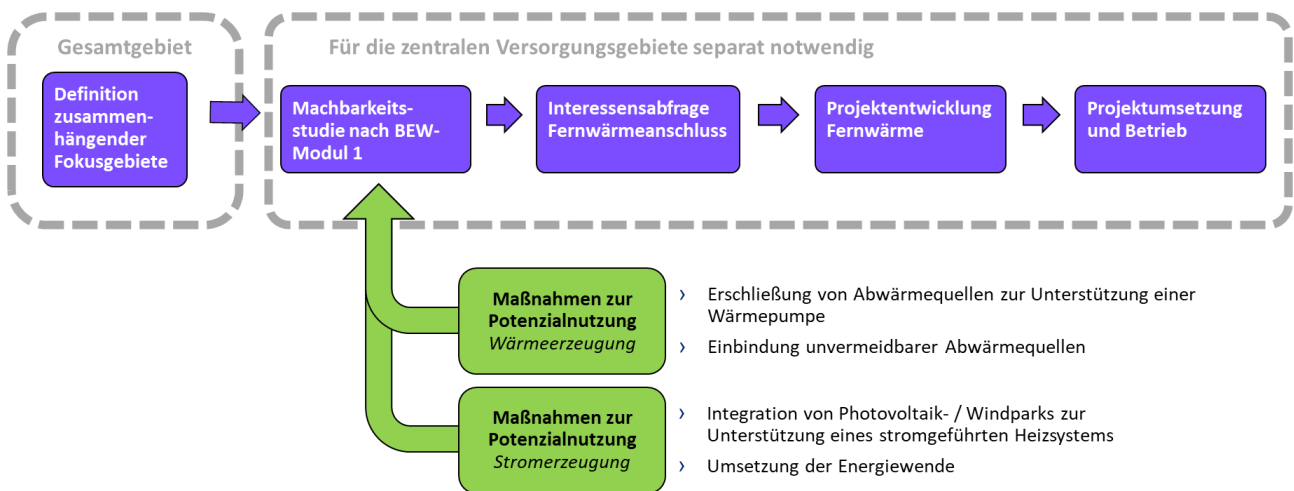 Gesamtgebiet
Für die zentralen Versorgungsgebiete separat notwendig
Definition
zusammen-
hängender
Fokusgebiete
Machbarkeits-
studie nach BEW-
Modul 1
Interessensabfrage
Fernwärmeanschluss
Projektentwicklung
Fernwärme
Projektumsetzung
und Betrieb
Maßnahmen zur
Potenzialnutzung
Wärmeerzeugung
› Erschließung von Abwärmequellen zur Unterstützung einer
Wärmepumpe
› Einbindung unvermeidbarer Abwärmequellen
Maßnahmen zur
Potenzialnutzung
Stromerzeugung
› Integration von Photovoltaik- / Windparks zur
Unterstützung eines stromgeführten Heizsystems
› Umsetzung der Energiewende